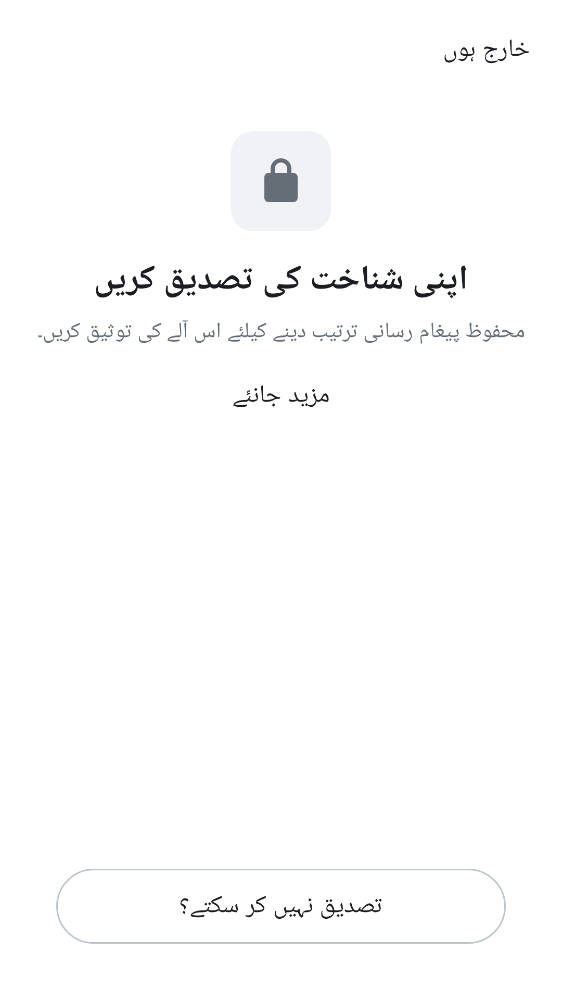 خارج ہوں
اپنی شناخت کی تصدیق کریں
محفوظ پیغام رسانی ترتیب دینے کیلئے اس آلے کی توثیق کریں۔
مزید جانئے
تصدیق نہیں کر سکتے؟